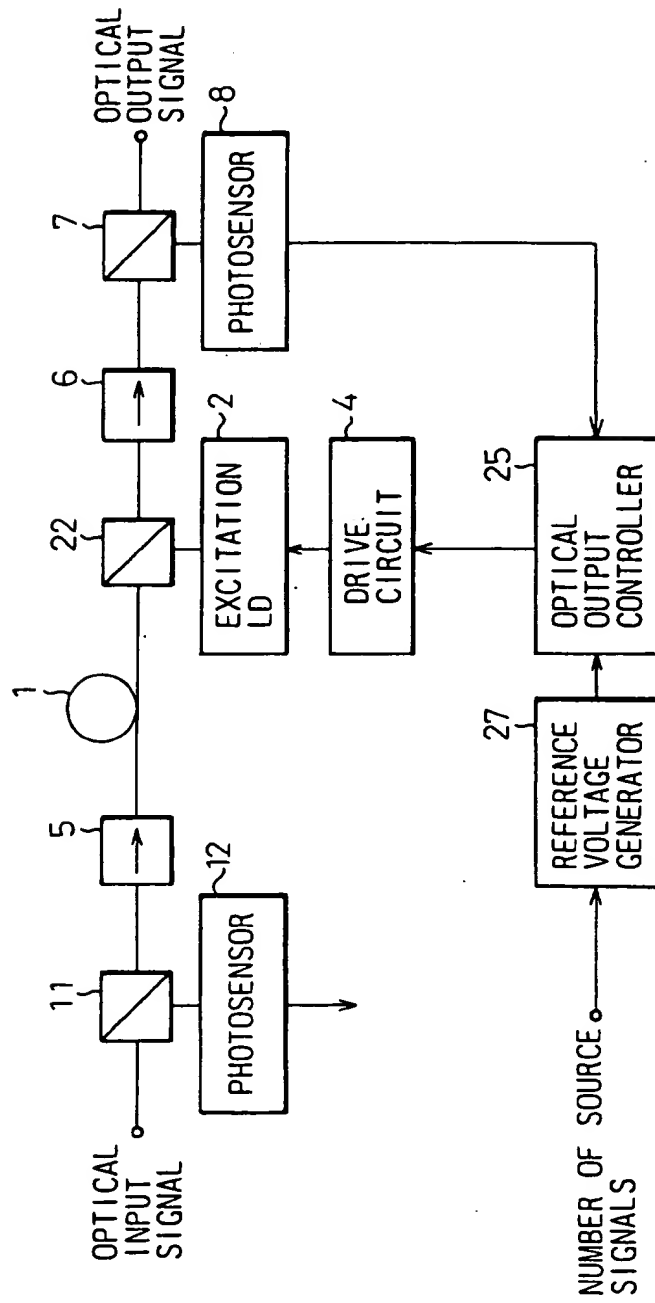 OPTICAL
INPUT
SIGNAL
11
PHOTOSENSOR
12
5
1
22
EXCITATION
LD
2
DRIVE
CIRCUIT
4
6
7
OPTICAL
OUTPUT
SIGNAL
PHOTOSENSOR
8
NUMBER OF SOURCE
SIGNALS
REFERENCE
VOLTAGE
GENERATOR
27
OPTICAL
OUTPUT
CONTROLLER
25